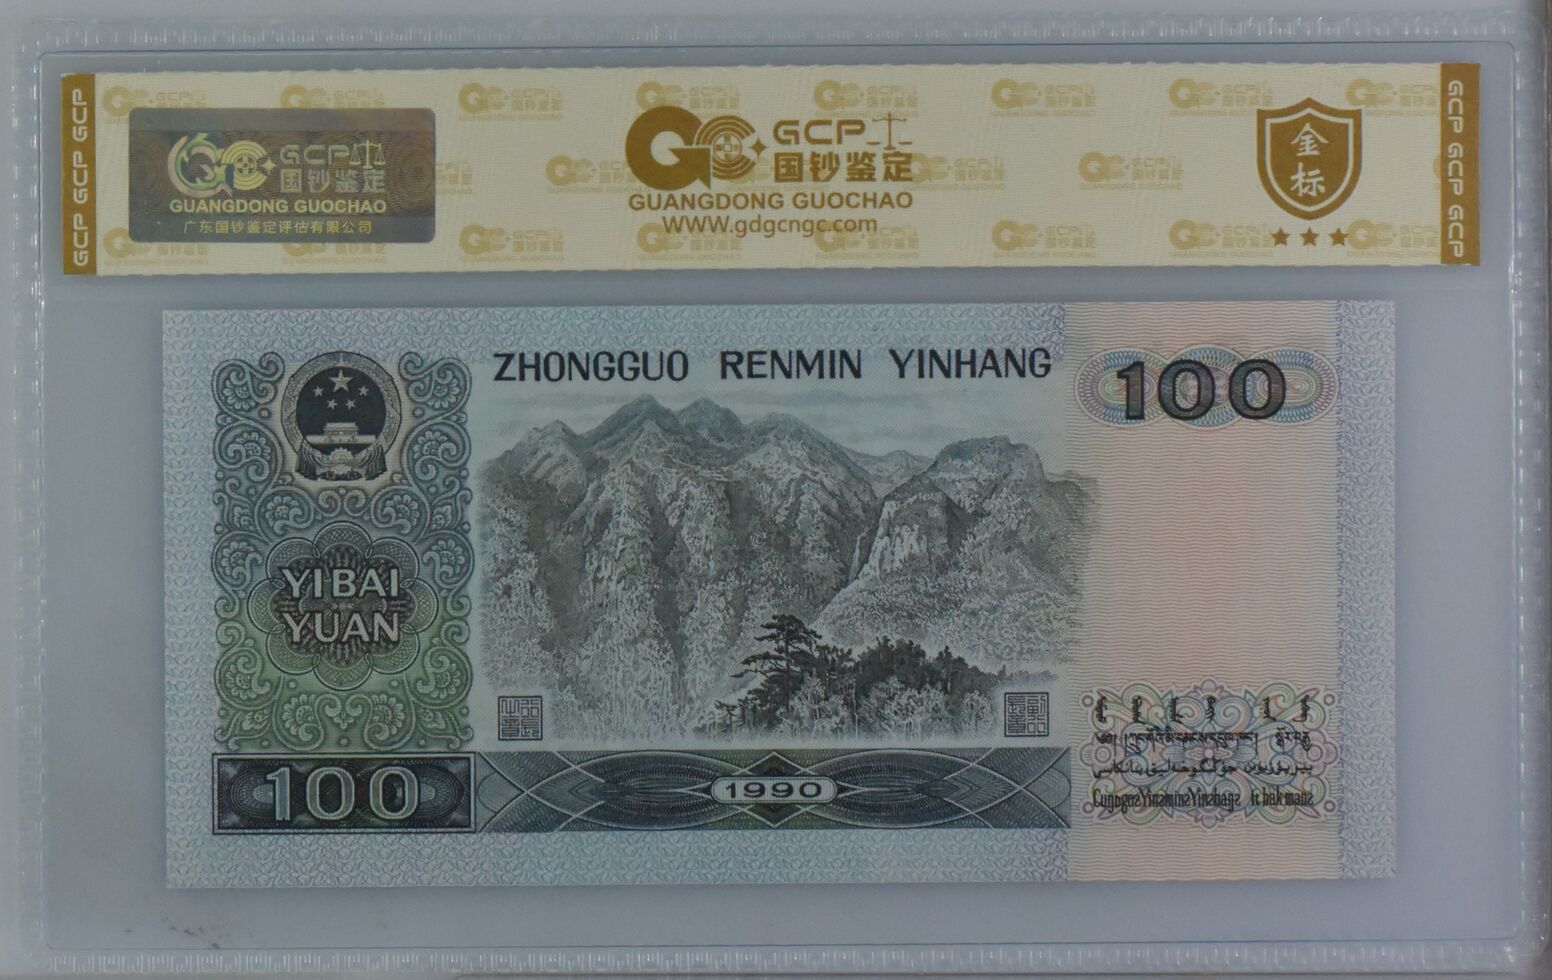 GCP GCP GCP
GCP
国钞鉴定
GUANGDONG GUOCHAO
广东国钞鉴定评估有限公司
GCP
国钞鉴定
GUANGDONG GUOCHAO
WWW.gdgcngc.com
金
标
GCP GCP GCP
ZHONGGUO RENMIN YINHANG
100
YIBAI
YUAN
100
1990